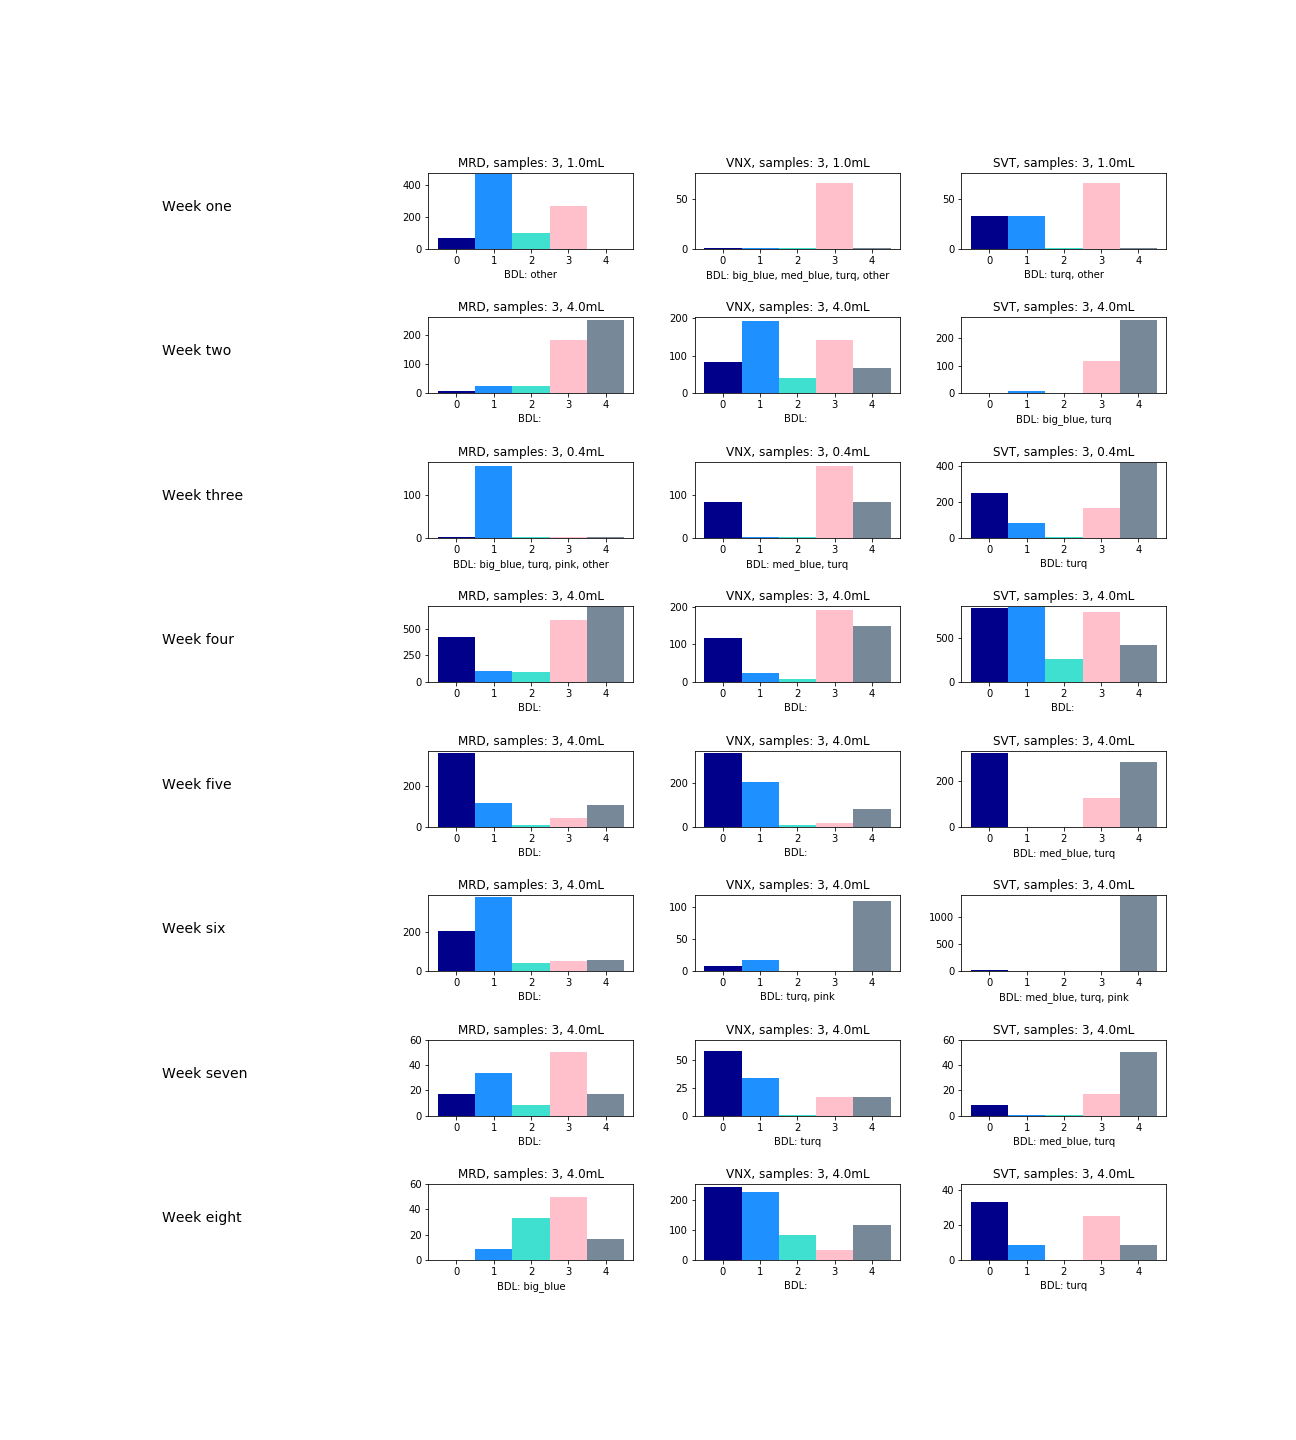 MRD, samples: 3, 1.0mL VNX, samples: 3, 1.0mL SVT, samples: 3, 1.0mL
Week one
400
200
0
50
0
50
0
0 1 2 3 4 0 1 2 3 4 0 1 2 3 4
BDL: other BDL: big_blue, med_blue, turq, other BDL: turq, other
MRD, samples: 3, 4.0mL VNX, samples: 3, 4.0mL SVT, samples: 3, 4.0mL
Week two
200
100
0
200
100
0
200
100
0
0 1 2 3 4 0 1 2 3 4 0 1 2 3 4
BDL: BDL: BDL: big_blue, turq
MRD, samples: 3, 0.4mL VNX, samples: 3, 0.4mL SVT, samples: 3, 0.4mL
Week three
100
0
100
0
400
200
0
0 1 2 3 4 0 1 2 3 4 0 1 2 3 4
BDL: big_blue, turq, pink, other BDL: med_blue, turq BDL: turq
MRD, samples: 3, 4.0mL VNX, samples: 3, 4.0mL SVT, samples: 3, 4.0mL
Week four
500
250
0
200
100
0
500
0
0 1 2 3 4 0 1 2 3 4 0 1 2 3 4
BDL: BDL: BDL:
MRD, samples: 3, 4.0mL VNX, samples: 3, 4.0mL SVT, samples: 3, 4.0mL
Week five
200
0
200
0
200
0
0 1 2 3 4 0 1 2 3 4 0 1 2 3 4
BDL: BDL: BDL: med_blue, turq
MRD, samples: 3, 4.0mL VNX, samples: 3, 4.0mL SVT, samples: 3, 4.0mL
Week six
200
0
100
50
0
1000
500
0
0 1 2 3 4 0 1 2 3 4 0 1 2 3 4
BDL: BDL: turq, pink BDL: med_blue, turq, pink
MRD, samples: 3, 4.0mL VNX, samples: 3, 4.0mL SVT, samples: 3, 4.0mL
Week seven
60
40
20
0
50
25
0
60
40
20
0
0 1 2 3 4 0 1 2 3 4 0 1 2 3 4
BDL: BDL: turq BDL: med_blue, turq
MRD, samples: 3, 4.0mL VNX, samples: 3, 4.0mL SVT, samples: 3, 4.0mL
Week eight
60
40
20
0
200
100
0
40
20
0
0 1 2 3 4 0 1 2 3 4 0 1 2 3 4
BDL: big_blue BDL: BDL: turq